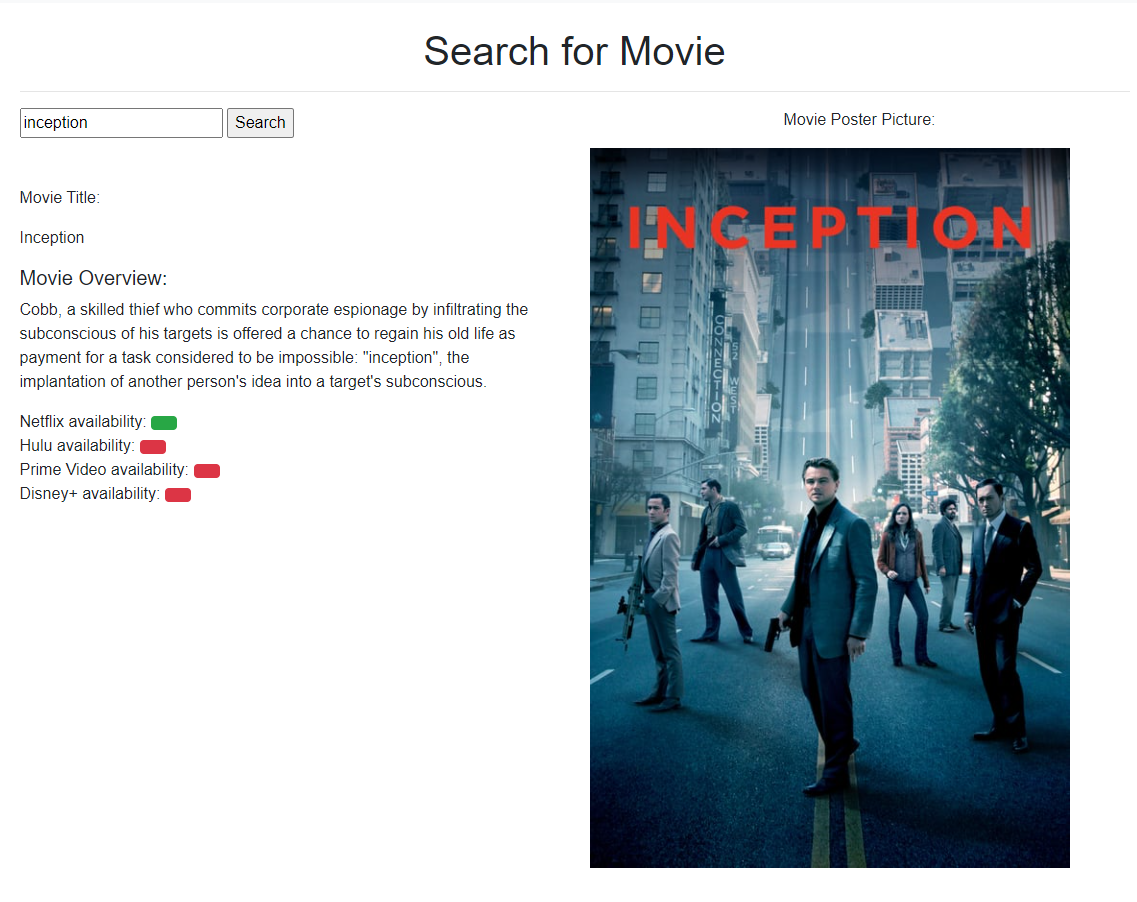 Search for Movie
inception
Search
Movie Title:
Inception
Movie Overview:
Cobb, a skilled thief who commits corporate espionage by infiltrating the
subconscious of his targets is offered a chance to regain his old life as
payment for a task considered to be impossible: "inception", the
implantation of another person's idea into a target's subconscious.
Netflix availability:
Hulu availability:
Prime Video availability:
Disney+ availability:
Movie Poster Picture:
INCEPTION
CONNECTION
52 WEST